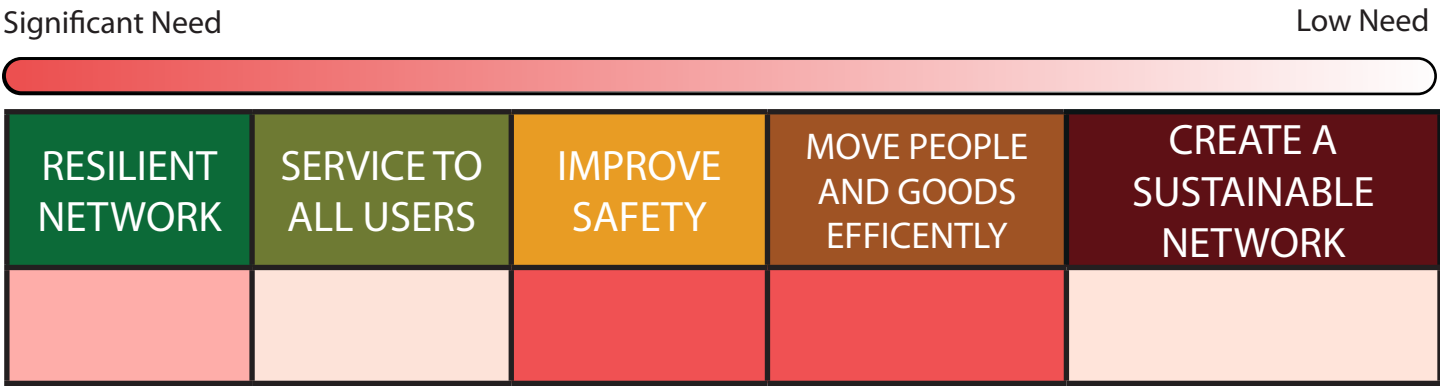 Significant Need
Low Need
RESILIENT
NETWORK
SERVICE TO
ALL USERS
IMPROVE
SAFETY
MOVE PEOPLE
AND GOODS
EFFICENTLY
CREATE A
SUSTAINABLE
NETWORK